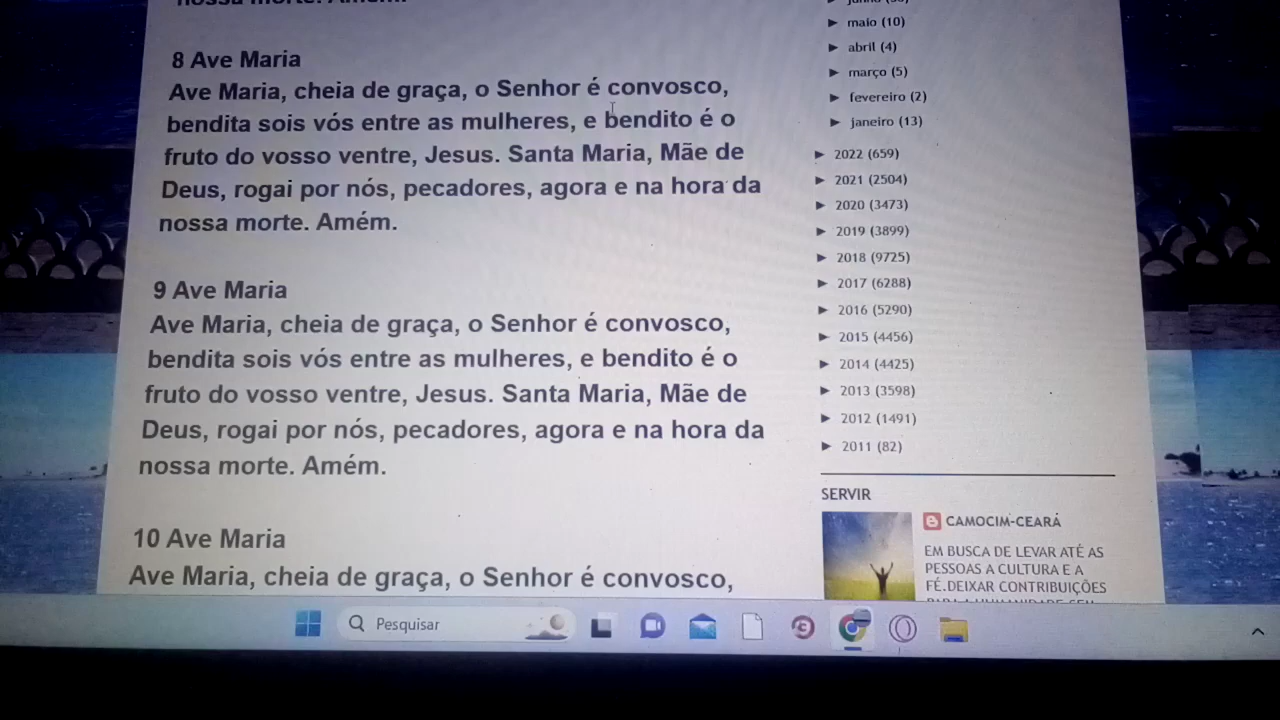 nossa morte. Amém.
8 Ave Maria
Ave Maria, cheia de graça, o Senhor é convosco,
bendita sois vós entre as mulheres, e bendito é o
fruto do vosso ventre, Jesus. Santa Maria, Mãe de
Deus, rogai por nós, pecadores, agora e na hora da
nossa morte. Amém.
9 Ave Maria
Ave Maria, cheia de graça, o Senhor é convosco,
bendita sois vós entre as mulheres, e bendito é o
fruto do vosso ventre, Jesus. Santa Maria, Mãe de
Deus, rogai por nós, pecadores, agora e na hora da
nossa morte. Amém.
10 Ave Maria
Ave Maria, cheia de graça, o Senhor é convosco,
► maio (10)
► abril (4)
► março (5)
► fevereiro (2)
► janeiro (13)
► 2022 (659)
► 2021 (2504)
► 2020 (3473)
► 2019 (3899)
► 2018 (9725)
► 2017 (6288)
► 2016 (5290)
► 2015 (4456)
► 2014 (4425)
► 2013 (3598)
► 2012 (1491)
► 2011 (82)
SERVIR
CAMOCIM-CEARÁ
EM BUSCA DE LEVAR ATÉ AS
PESSOAS A CULTURA E A
FÉ.DEIXAR CONTRIBUIÇÕES
Pesquisar